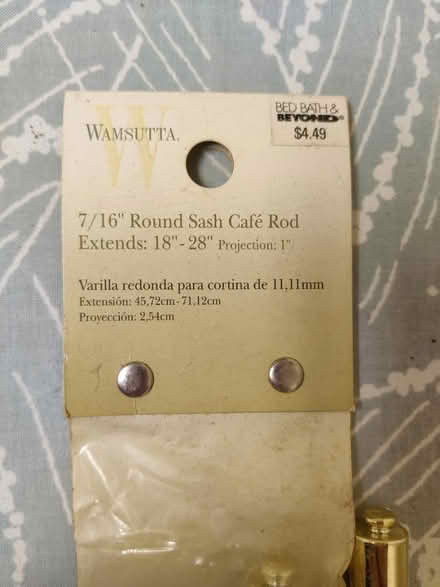 BED BATH &
BEYOND®
$4.49
W
WAMSUTTA.
7/16" Round Sash Café Rod
Extends: 18"- 28" Projection: 1"
Varilla redonda para cortina de 11,11mm
Extensión: 45,72cm-71,12cm
Proyección: 2,54cm